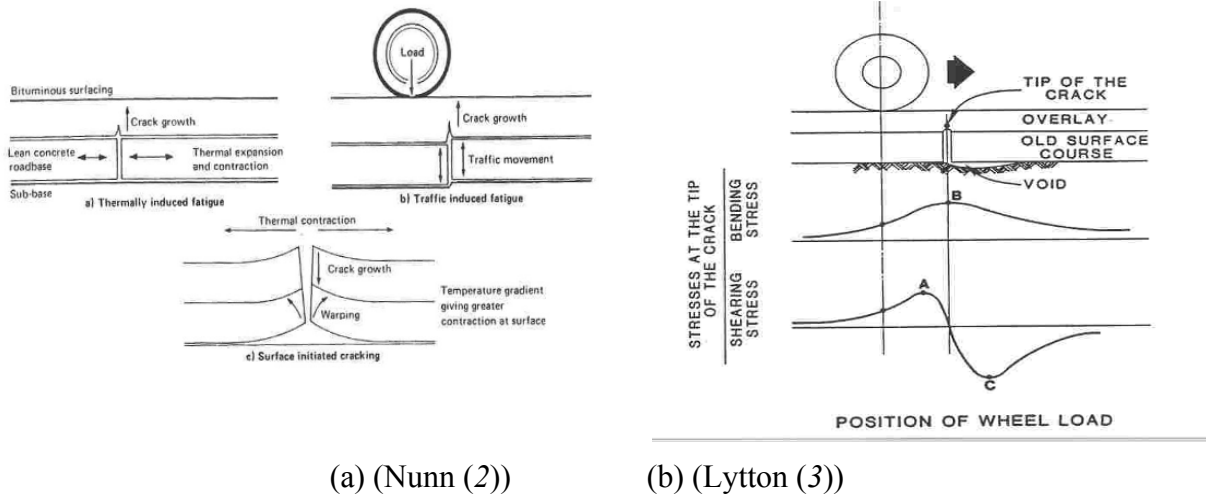 Load
Bituminous surfacing
Crack growth
Lean concrete
roadbase
Thermal expansion
and contraction
Sub-base
a) Thermally induced fatigue
Crack growth
Traffic movement
b) Traffic induced fatigue
Thermal contraction
Crack growth
Warping
Temperature gradient
giving greater
contraction at surface
c) Surface initiated cracking
TIP OF THE
CRACK
OVERLAY
OLD SURFACE
COURSE
VOID
STRESSES AT THE TIP
OF THE CRACK
BENDING
STRESS
SHEARING
STRESS
B
A
C
POSITION OF WHEEL LOAD
(a) (Nunn (2))
(b) (Lytton (3))